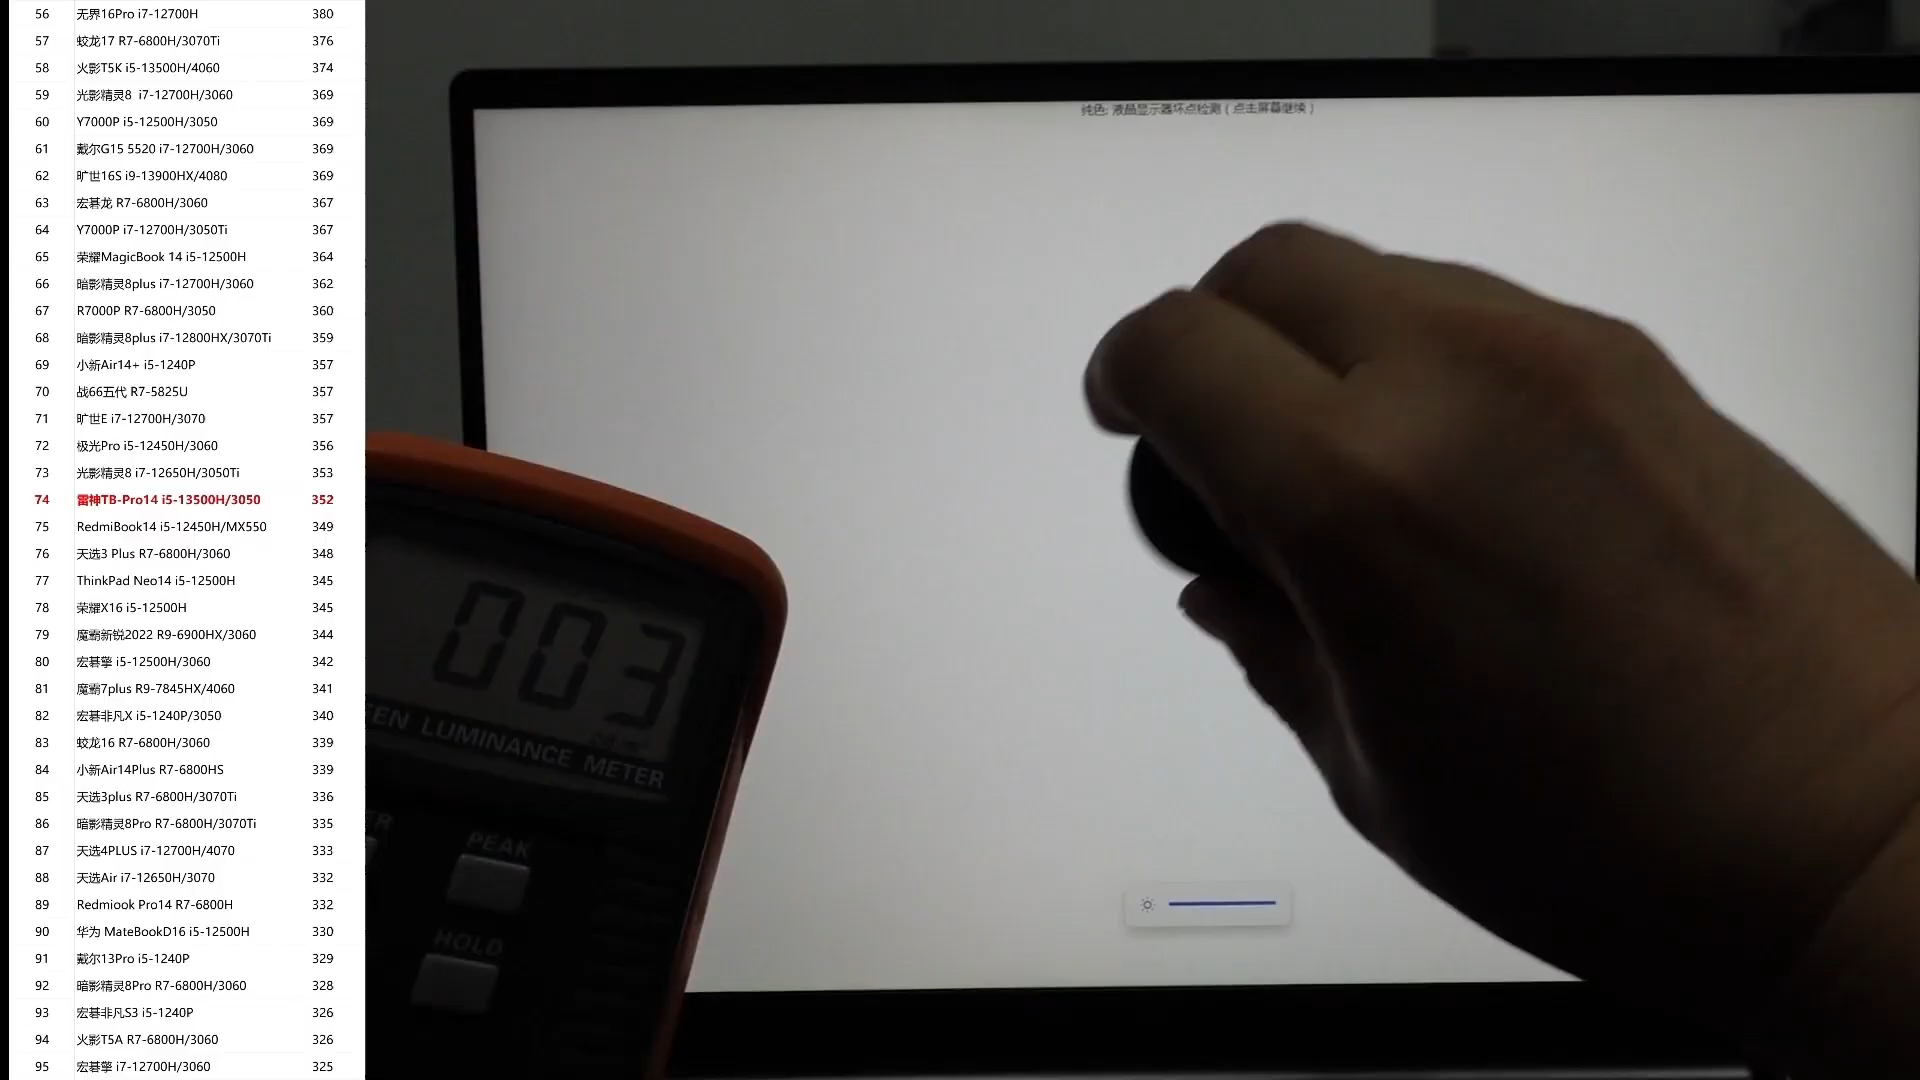 56 无界16Pro i7-12700H 380
57 蛟龙17 R7-6800H/3070Ti 376
58 火影T5K i5-13500H/4060 374
59 光影精灵8 i7-12700H/3060 369
60 Y7000P i5-12500H/3050 369
61 戴尔G15 5520 i7-12700H/3060 369
62 旷世16S i9-13900HX/4080 369
63 宏碁龙 R7-6800H/3060 367
64 Y7000P i7-12700H/3050Ti 367
65 荣耀MagicBook 14 i5-12500H 364
66 暗影精灵8plus i7-12700H/3060 362
67 R7000P R7-6800H/3050 360
68 暗影精灵8plus i7-12800HX/3070Ti 359
69 小新Air14+ i5-1240P 357
70 战66五代 R7-5825U 357
71 旷世E i7-12700H/3070 357
72 极光Pro i5-12450H/3060 356
73 光影精灵8 i7-12650H/3050Ti 353
74 雷神TB-Pro14 i5-13500H/3050 352
75 RedmiBook14 i5-12450H/MX550 349
76 天选3 Plus R7-6800H/3060 348
77 ThinkPad Neo14 i5-12500H 345
78 荣耀X16 i5-12500H 345
79 魔霸新锐2022 R9-6900HX/3060 344
80 宏碁擎 i5-12500H/3060 342
81 魔霸7plus R9-7845HX/4060 341
82 宏碁非凡X i5-1240P/3050 340
83 蛟龙16 R7-6800H/3060 339
84 小新Air14Plus R7-6800HS 339
85 天选3plus R7-6800H/3070Ti 336
86 暗影精灵8Pro R7-6800H/3070Ti 335
87 天选4PLUS i7-12700H/4070 333
88 天选Air i7-12650H/3070 332
89 Redmiook Pro14 R7-6800H 332
90 华为 MateBookD16 i5-12500H 330
91 戴尔13Pro i5-1240P 329
92 暗影精灵8Pro R7-6800H/3060 328
93 宏碁非凡S3 i5-1240P 326
94 火影T5A R7-6800H/3060 326
95 宏碁擎 i7-12700H/3060 325
纯色: 液晶显示器坏点检测 ( 点击屏幕继续 )
003
EEN LUMINANCE METER
ER
PEAK
HOLD